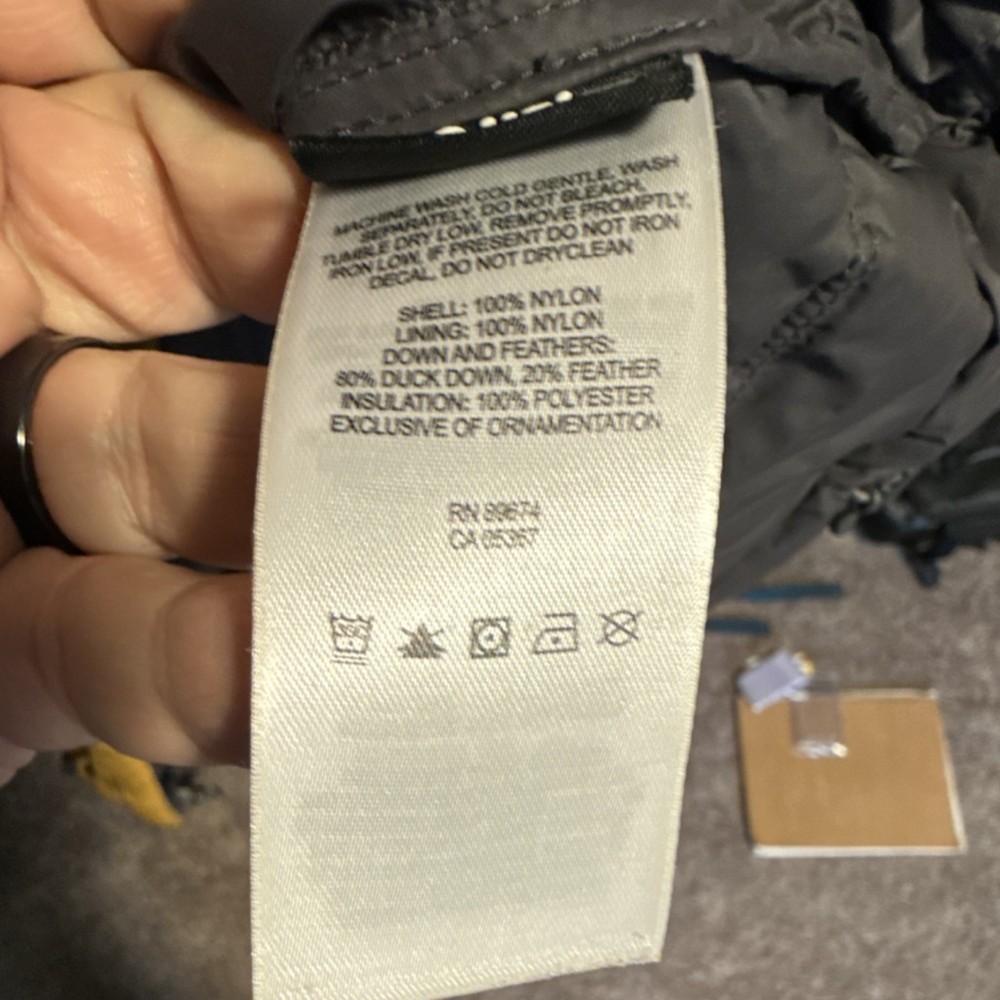 MACHINE WASH COLD GENTLE, WASH
SEPARATELY, DO NOT BLEACH,
TUMBLE DRY LOW, REMOVE PROMPTLY,
IRON LOW, IF PRESENT DO NOT IRON
DECAL, DO NOT DRYCLEAN
SHELL: 100% NYLON
LINING: 100% NYLON
DOWN AND FEATHERS:
80% DUCK DOWN, 20% FEATHER
INSULATION: 100% POLYESTER
EXCLUSIVE OF ORNAMENTATION
RN 89674
CA 05367